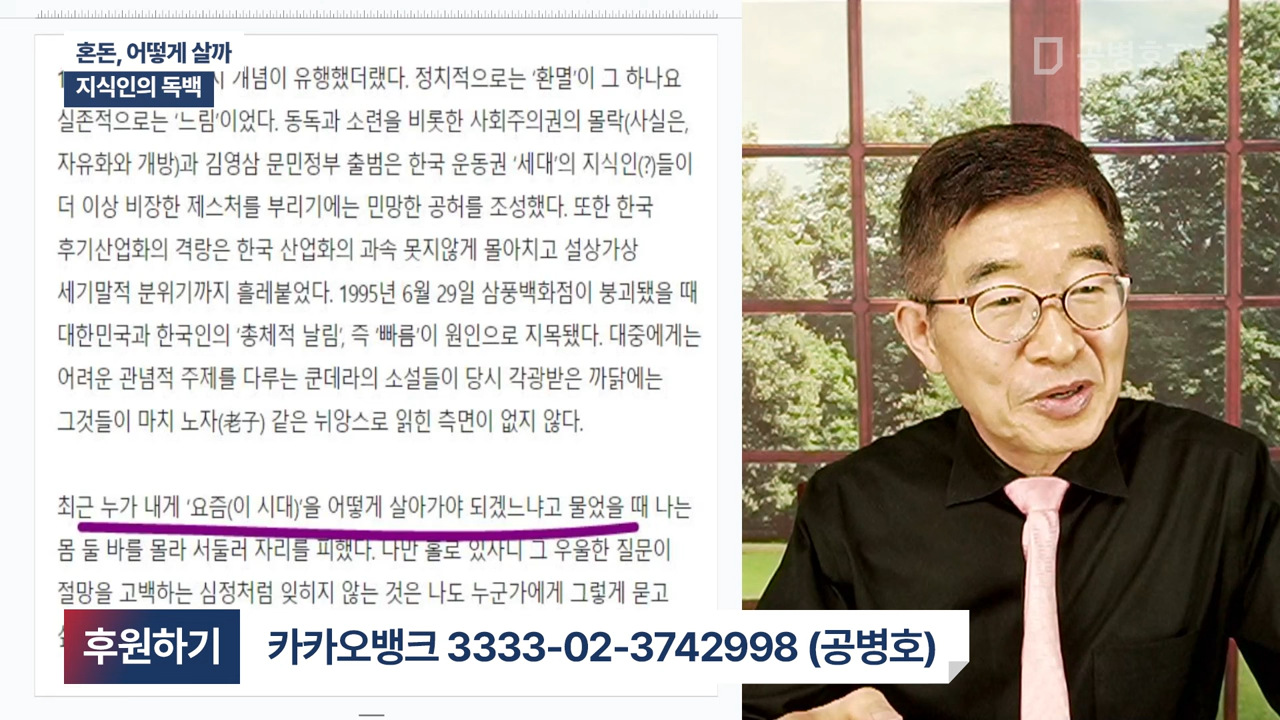 혼돈, 어떻게 살까
지식인의 독백
공병호
개념이 유행했더랬다. 정치적으로는 ‘환멸’이 그 하나요
실존적으로는 ‘느림’이었다. 동독과 소련을 비롯한 사회주의권의 몰락(사실은,
자유화와 개방)과 김영삼 문민정부 출범은 한국 운동권 ‘세대’의 지식인(?)들이
더 이상 비장한 제스처를 부리기에는 민망한 공허를 조성했다. 또한 한국
후기산업화의 격랑은 한국 산업화의 과속 못지않게 몰아치고 설상가상
세기말적 분위기까지 흘레붙었다. 1995년 6월 29일 삼풍백화점이 붕괴됐을 때
대한민국과 한국인의 ‘총체적 날림’, 즉 ‘빠름’이 원인으로 지목됐다. 대중에게는
어려운 관념적 주제를 다루는 쿤데라의 소설들이 당시 각광받은 까닭에는
그것들이 마치 노자(老子) 같은 뉘앙스로 읽힌 측면이 없지 않다.
최근 누가 내게 ‘요즘(이 시대)’을 어떻게 살아가야 되겠느냐고 물었을 때 나는
몸 둘 바를 몰라 서둘러 자리를 피했다. 다만 홀로 있자니 그 우울한 질문이
절망을 고백하는 심정처럼 잊히지 않는 것은 나도 누군가에게 그렇게 묻고
후원하기
카카오뱅크 3333-02-3742998 (공병호)